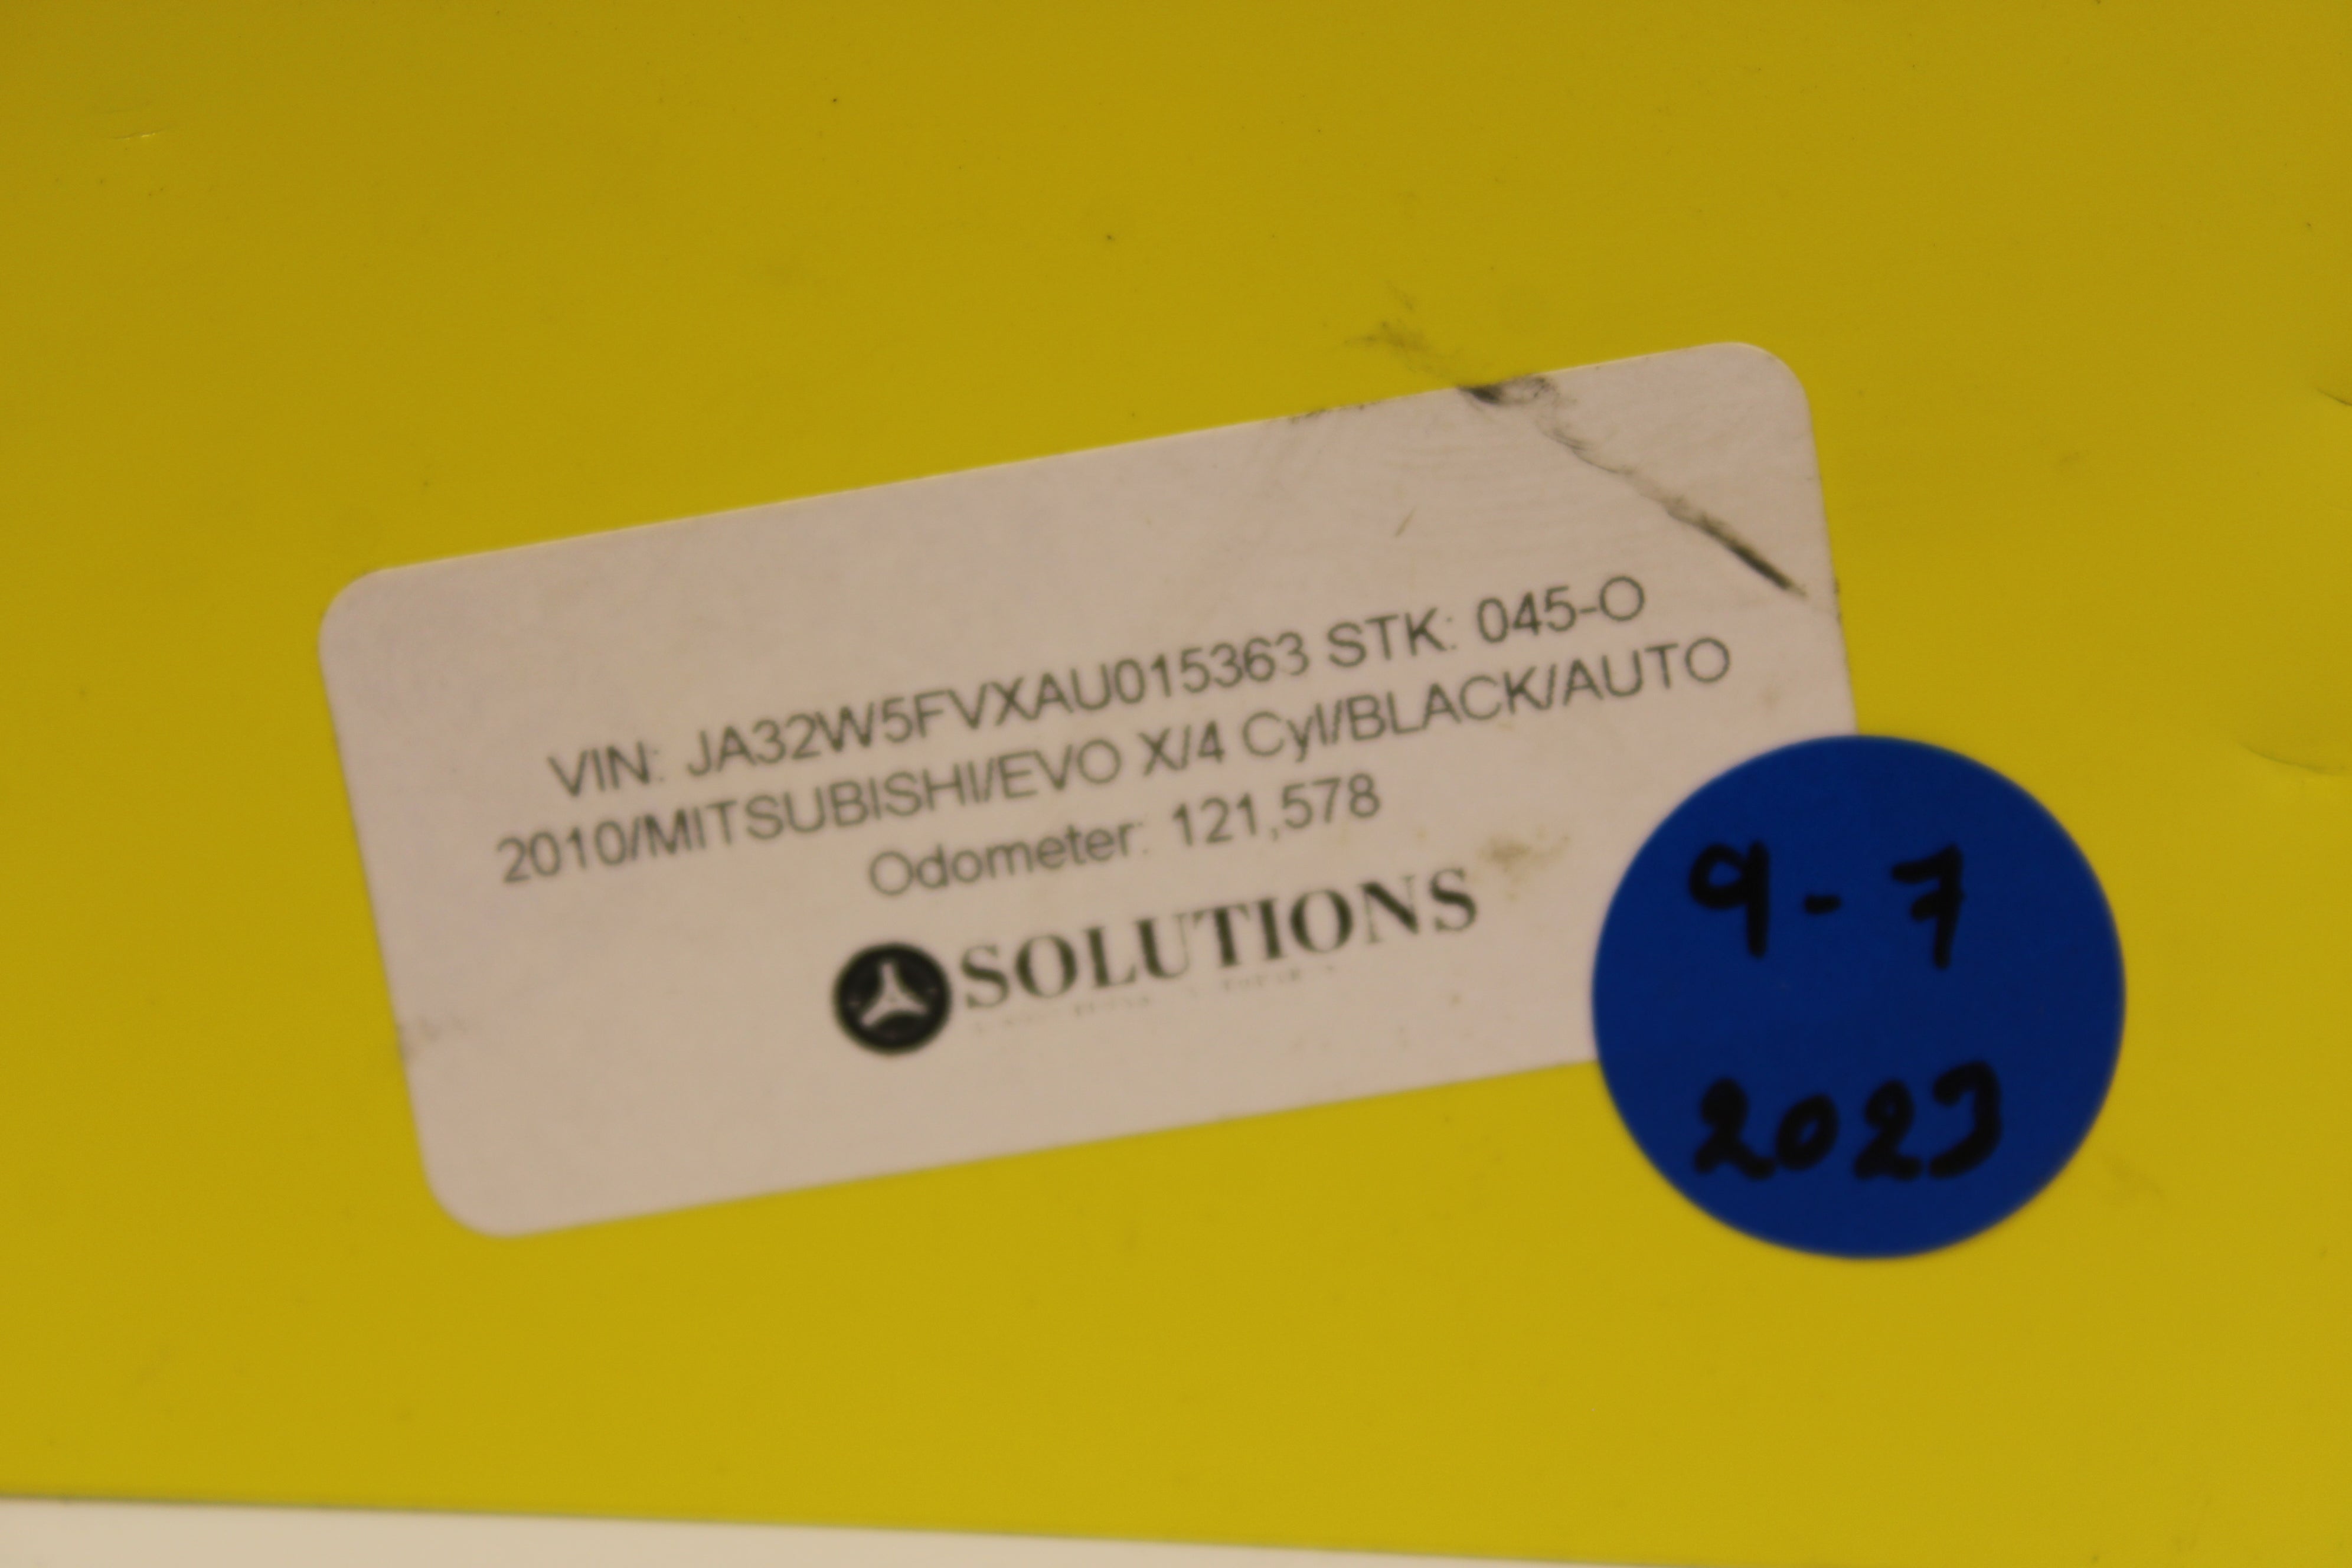 VIN: JA32W5FVXAU015363 STK: 045-O
2010/MITSUBISHI/EVO X/4 Cyl/BLACK/AUTO
Odometer: 121,578
SOLUTIONS
9-7
2023